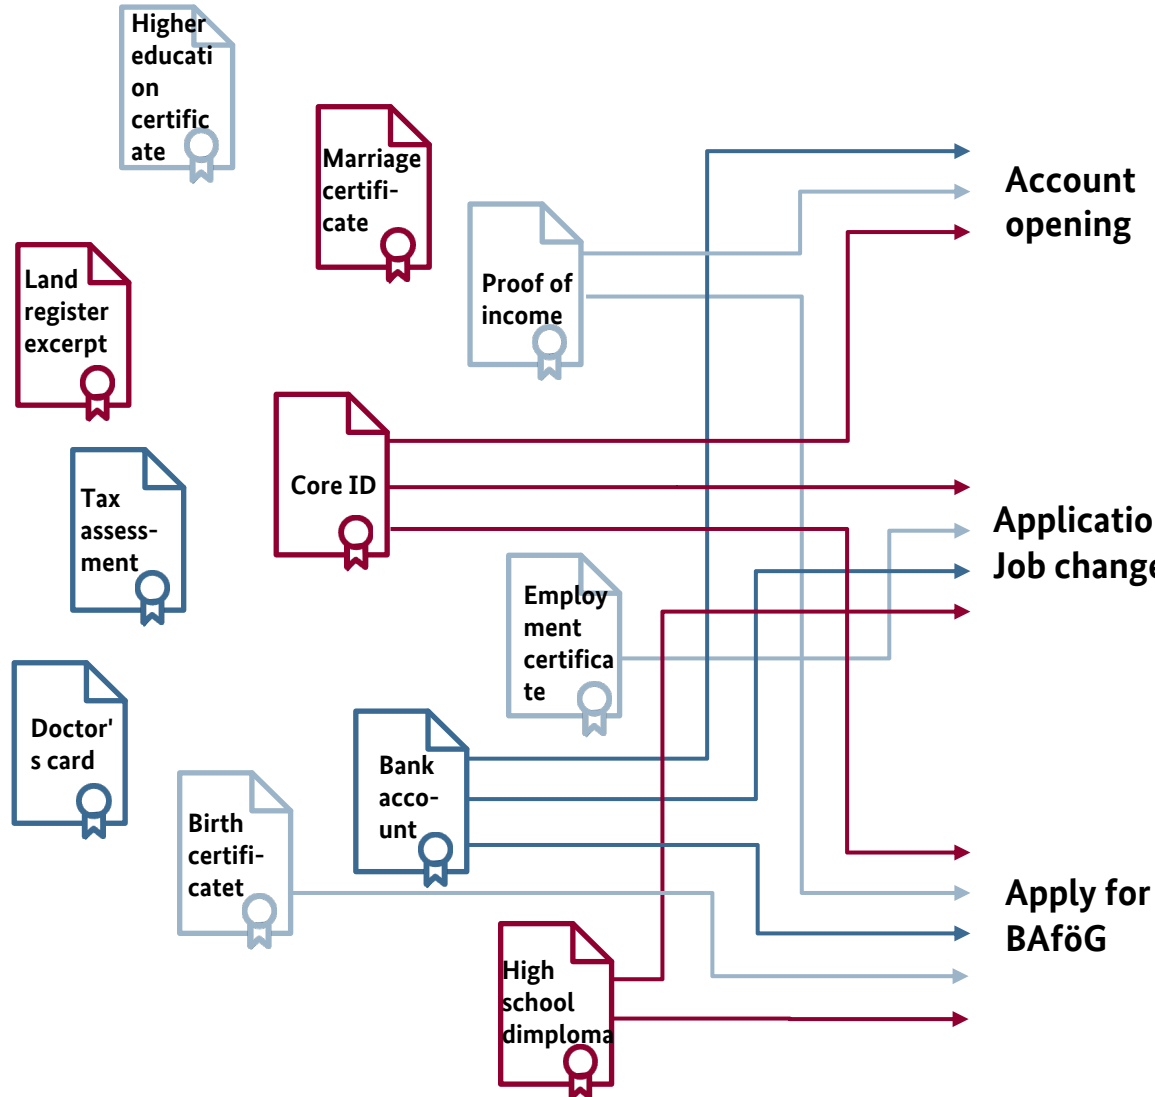 Higher
educati
on
certific
ate
Marriage
certifi-
cate
Proof of
income
Account
opening
Land
register
excerpt
Core ID
Tax
assess-
ment
Applicatio
Job change
Employ
ment
certifica
te
Doctor'
s card
Bank
acco-
unt
Birth
certifi-
catet
Apply for
BAföG
High
school
dimploma